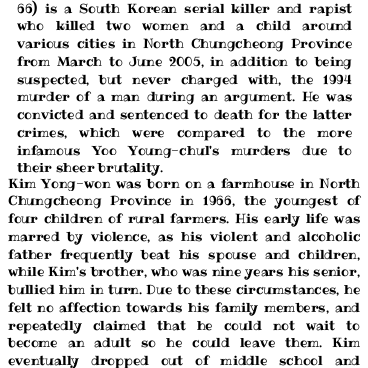 66) is a South Korean serial killer and rapist
who killed two women and a child around
various cities in North Chungcheong Province
from March to June 2005, in addition to being
suspected, but never charged with, the 1994
murder of a man during an argument. He was
convicted and sentenced to death for the latter
crimes, which were compared to the more
infamous Yoo Young-chul's murders due to
their sheer brutality.
Kim Yong-won was born on a farmhouse in North
Chungcheong Province in 1966, the youngest of
four children of rural farmers. His early life was
marred by violence, as his violent and alcoholic
father frequently beat his spouse and children,
while Kim's brother, who was nine years his senior,
bullied him in turn. Due to these circumstances, he
felt no affection towards his family members, and
repeatedly claimed that he could not wait to
become an adult so he could leave them. Kim
eventually dropped out of middle school and